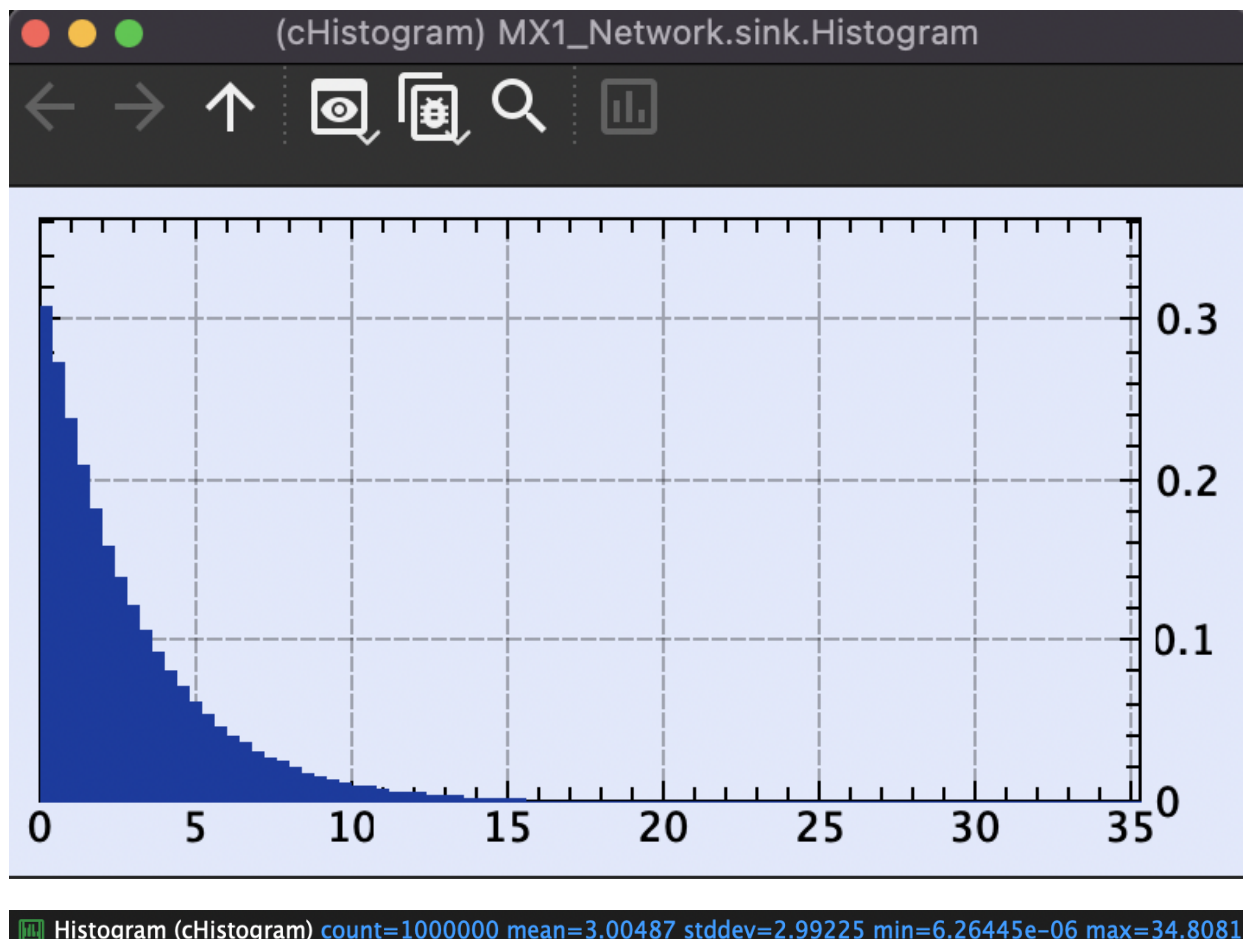 (cHistogram) MX1_Network.sink.Histogram
0.3
0.2
0.1
0
0 5 10 15 20 25 30 35
Histogram (cHistogram) count=1000000 mean=3.00487 stddev=2.99225 min=6.26445e-06 max=34.8081